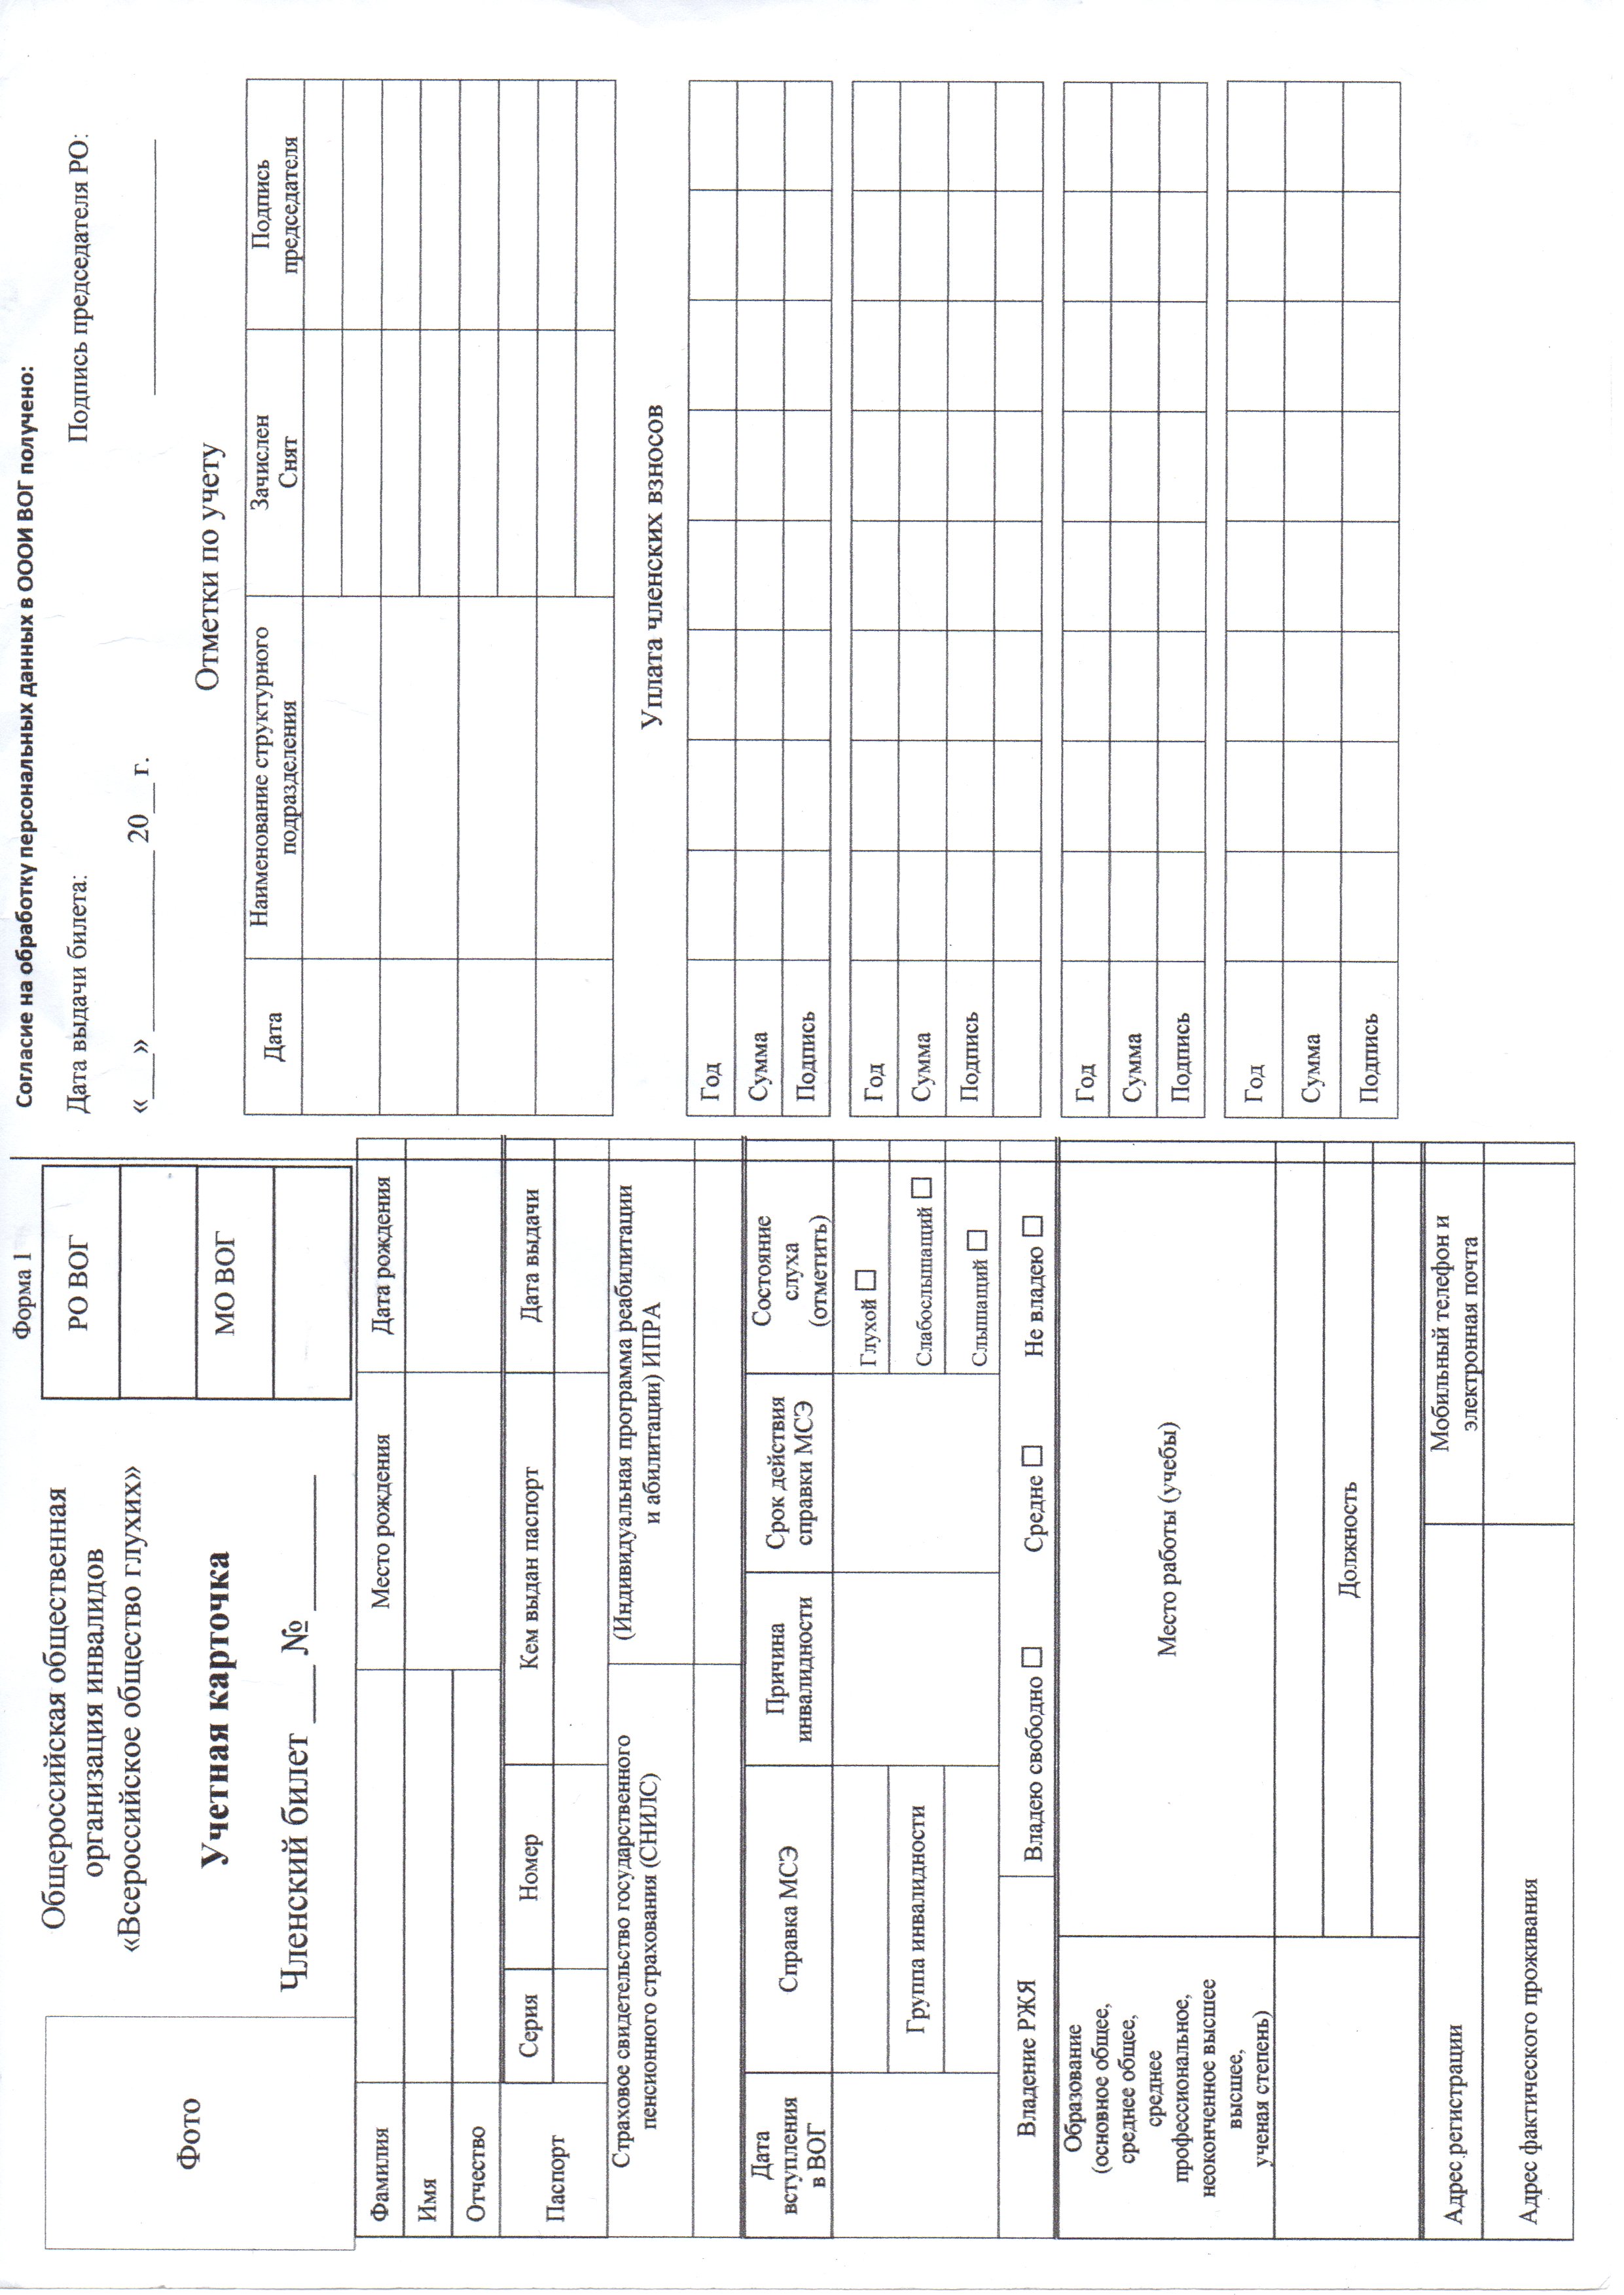 Форма 1
Общероссийская общественная
организация инвалидов
«Всероссийское общество глухих»
Фото
Учетная карточка
Членский билет ___ № _______
РО ВОГ
МО ВОГ
Фамилия
Место рождения
Дата рождения
Имя
Отчество
Паспорт
Серия
Номер
Кем выдан паспорт
Дата выдачи
Страховое свидетельство государственного
пенсионного страхования (СНИЛС)
(Индивидуальная программа реабилитации
и абилитации) ИПРА
Дата
вступления
в ВОГ
Справка МСЭ
Причина
инвалидности
Срок действия
справки МСЭ
Состояние
слуха
(отметить)
Глухой ☐
Группа инвалидности
Слабослышащий ☐
Слышащий ☐
Владение РЖЯ
Владею свободно ☐
Средне ☐
Не владею ☐
Образование
(основное общее,
среднее общее,
среднее
профессиональное,
неоконченное высшее
высшее,
ученая степень)
Место работы (учебы)
Должность
Адрес регистрации
Мобильный телефон и
электронная почта
Адрес фактического проживания
Согласие на обработку персональных данных в ОООИ ВОГ получено:
Дата выдачи билета:
Подпись председателя РО:
«___» ____________ 20__ г.
_________________
Отметки по учету
Дата
Наименование структурного
подразделения
Зачислен
Снят
Подпись
председателя
Уплата членских взносов
Год
Сумма
Подпись
Год
Сумма
Подпись
Год
Сумма
Подпись
Год
Сумма
Подпись